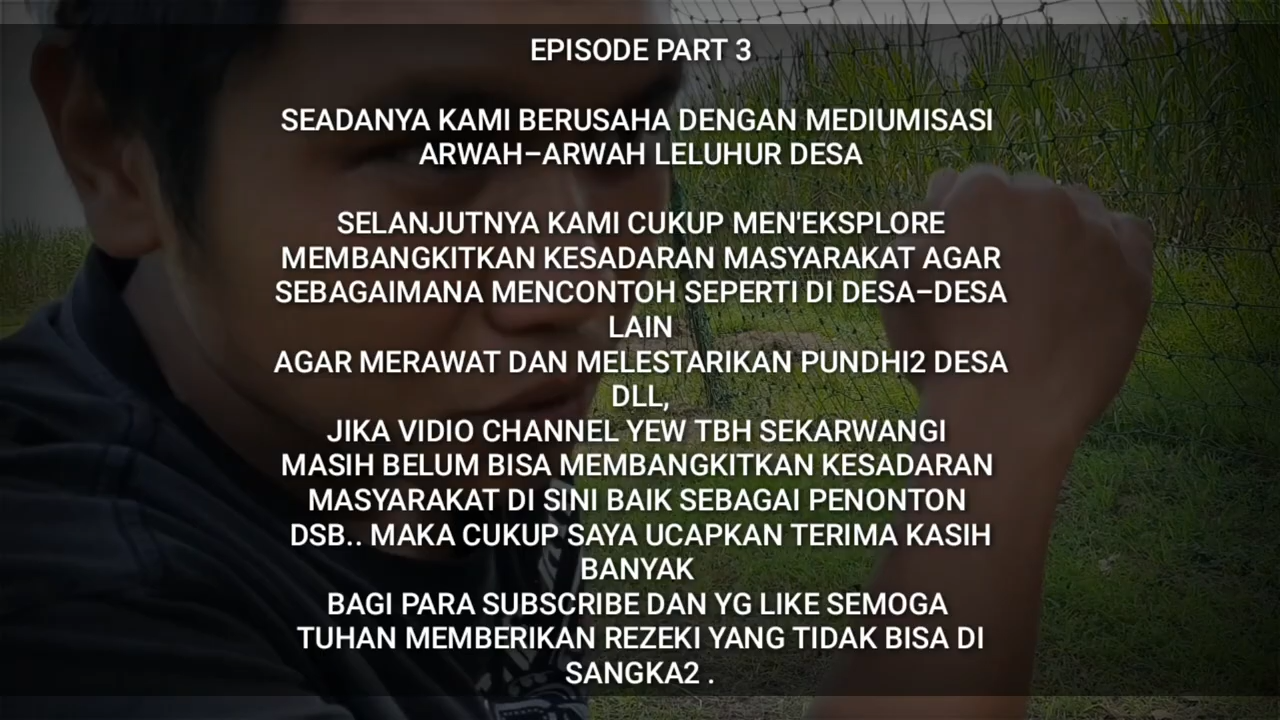 EPISODE PART 3
SEADANYA KAMI BERUSAHA DENGAN MEDIUMISASI
ARWAH–ARWAH LELUHUR DESA
SELANJUTNYA KAMI CUKUP MEN'EKSPLORE
MEMBANGKITKAN KESADARAN MASYARAKAT AGAR
SEBAGAIMANA MENCONTOH SEPERTI DI DESA–DESA
LAIN
AGAR MERAWAT DAN MELESTARIKAN PUNDHI2 DESA
DLL,
JIKA VIDIO CHANNEL YEW TBH SEKARWANGI
MASIH BELUM BISA MEMBANGKITKAN KESADARAN
MASYARAKAT DI SINI BAIK SEBAGAI PENONTON
DSB.. MAKA CUKUP SAYA UCAPKAN TERIMA KASIH
BANYAK
BAGI PARA SUBSCRIBE DAN YG LIKE SEMOGA
TUHAN MEMBERIKAN REZEKI YANG TIDAK BISA DI
SANGKA2 .